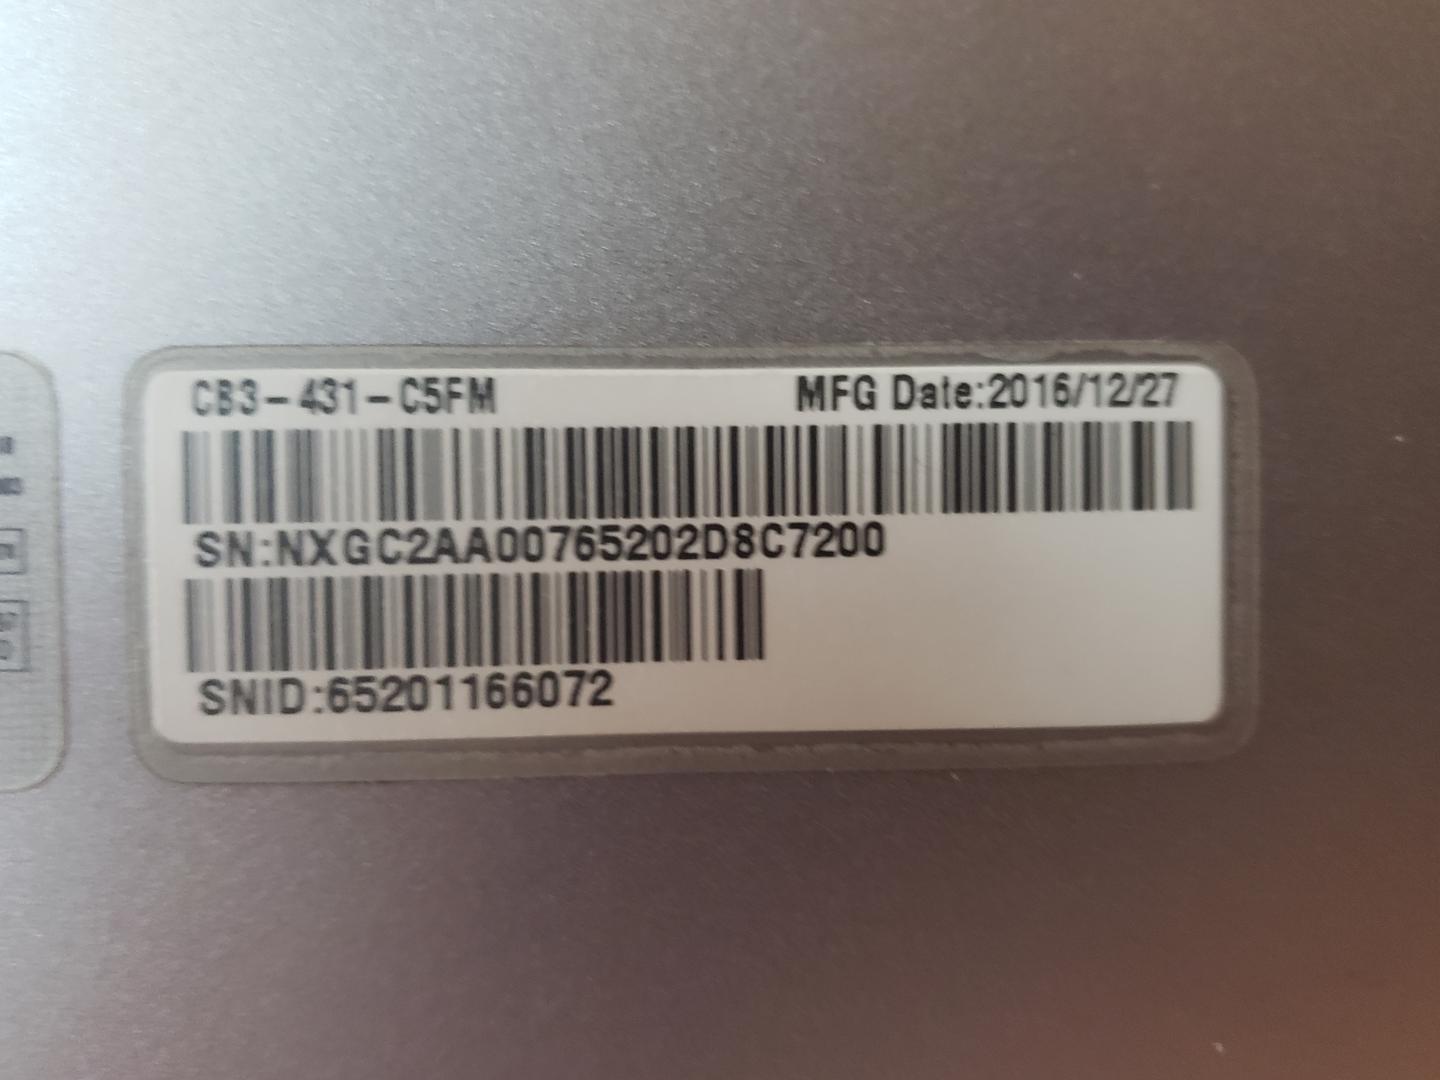 CB3-431-C5FM MFG Date:2016/12/27
SN:NXGC2AA00765202D8C7200
SNID:65201166072